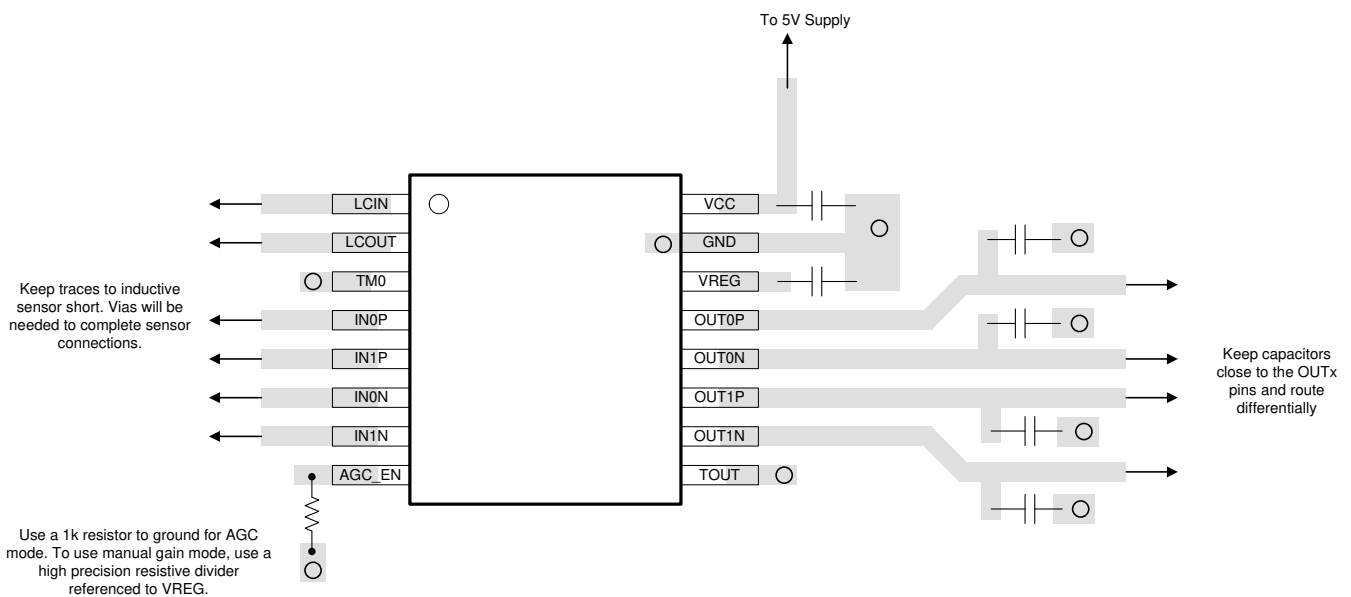 To 5V Supply
LCIN
LCOUT
TM0
IN0P
IN1P
IN0N
IN1N
AGC_EN
VCC
GND
VREG
OUT0P
OUT0N
OUT1P
OUT1N
TOUT
Keep traces to inductive
sensor short. Vias will be
needed to complete sensor
connections.
Keep capacitors
close to the OUTx
pins and route
differentially
Use a 1k resistor to ground for AGC
mode. To use manual gain mode, use a
high precision resistive divider
referenced to VREG.